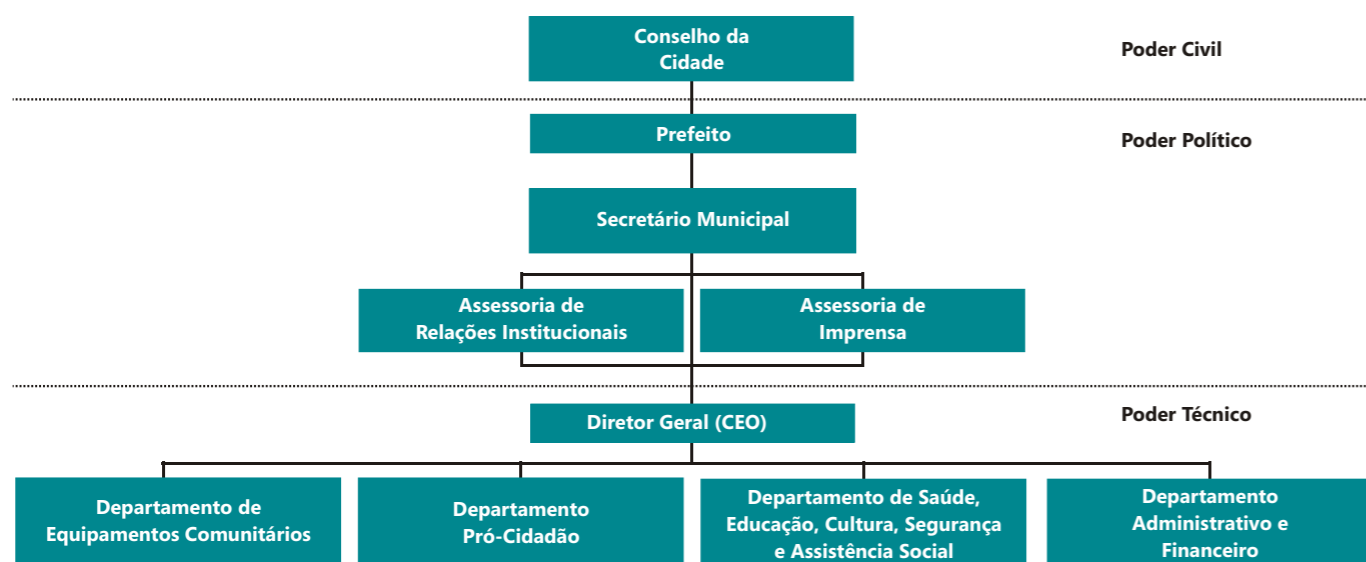 Conselho da
Cidade
Poder Civil
Prefeito
Poder Político
Secretário Municipal
Assessoria de
Relações Institucionais
Assessoria de
Imprensa
Diretor Geral (CEO)
Poder Técnico
Departamento de
Equipamentos Comunitários
Departamento
Pró-Cidadão
Departamento de Saúde,
Educação, Cultura, Segurança
e Assistência Social
Departamento
Administrativo e
Financeiro